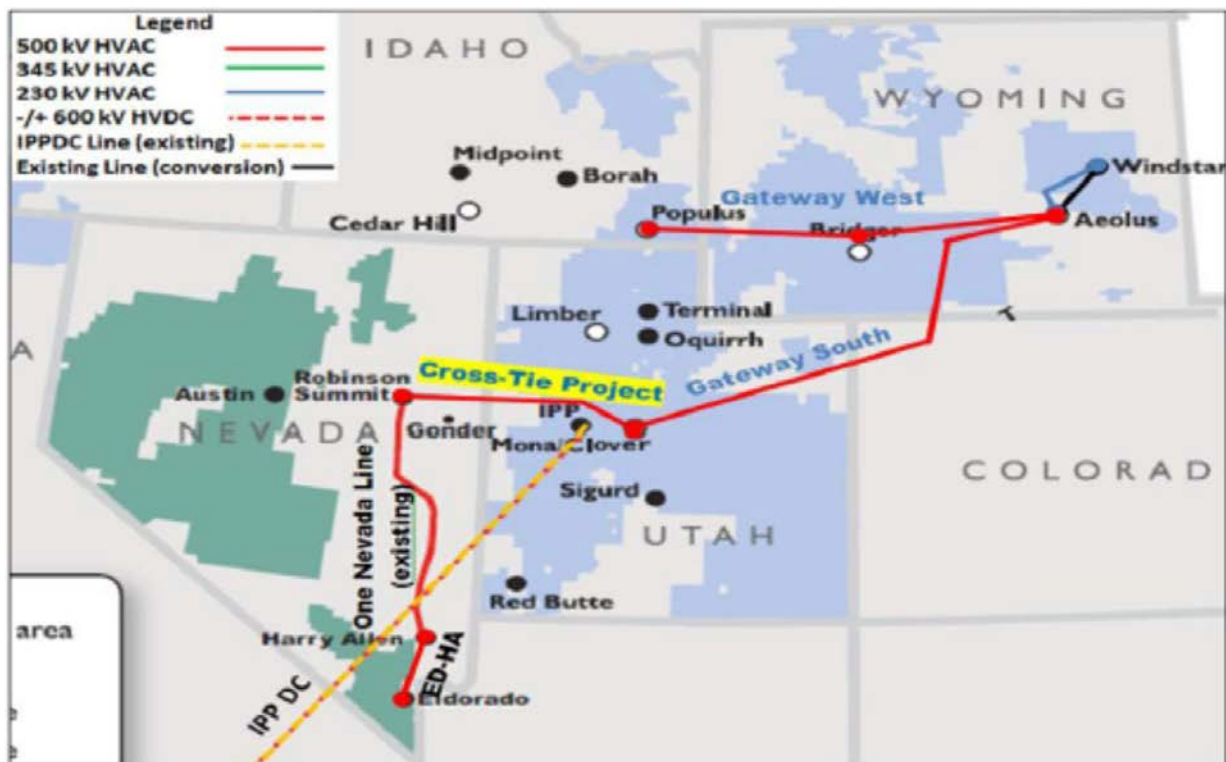 Legend
500 kV HVAC
345 kV HVAC
230 kV HVAC
-/+ 600 kV HVDC
IPPDC Line (existing)
Existing Line (conversion)
IDAHO
WYOMING
Midpoint
Borah
Windstar
Cedar Hill
Populus
Gateway West
Aeolus
Bridger
Limber
Terminal
Oquirrh
Gateway South
A
Austin
Robinson
Summit
Cross-Tie Project
IPP
NEVADA
Gonder
Mona/Clover
COLORAD
Sigurd
UTAH
One Nevada Line
(existing)
Red Butte
area
Harry Allen
ED-HA
Eldorado
IPP DC
e
e